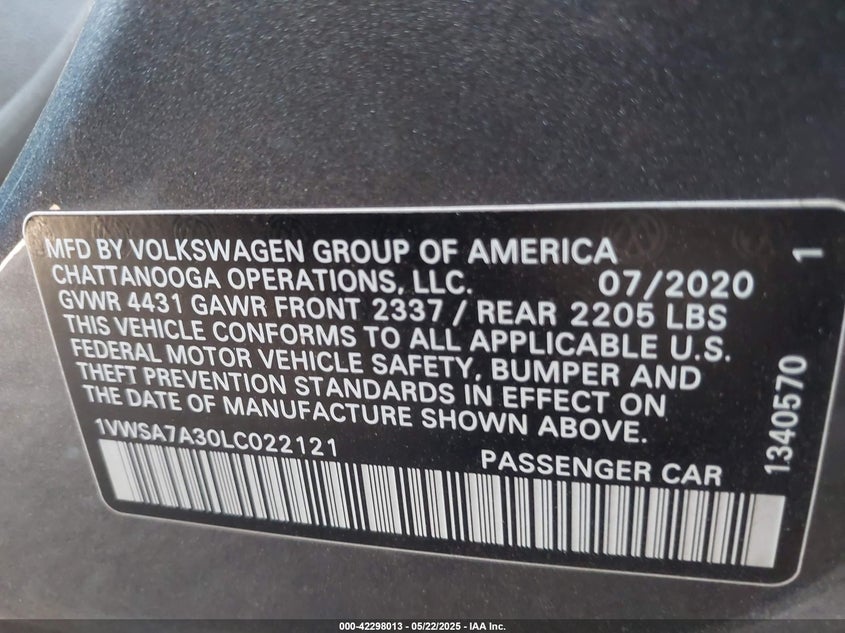 MFD BY VOLKSWAGEN GROUP OF AMERICA
CHATTANOOGA OPERATIONS, LLC. 07/2020
GVWR 4431 GAWR FRONT 2337 / REAR 2205 LBS
THIS VEHICLE CONFORMS TO ALL APPLICABLE U.S.
FEDERAL MOTOR VEHICLE SAFETY, BUMPER AND
THEFT PREVENTION STANDARDS IN EFFECT ON
THE DATE OF MANUFACTURE SHOWN ABOVE.
1VWSA7A30LC022121 PASSENGER CAR
1340570 1
000-42298013 - 05/22/2025 - IAA Inc.